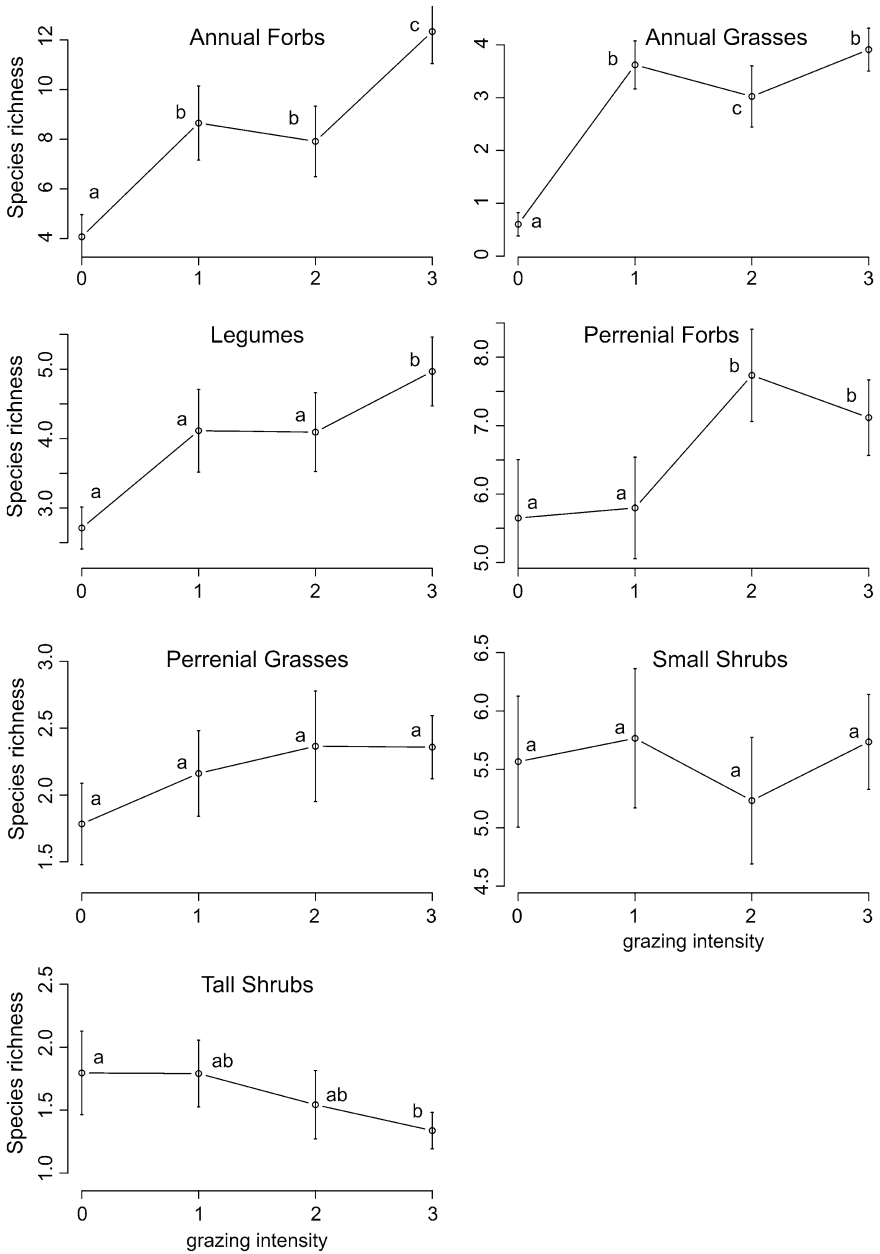 Annual Forbs
Species richness
12
10
8
6
4
a
b
b
c
0 1 2 3
Annual Grasses
4
3
2
1
0
a
b
c
b
0 1 2 3
Legumes
Species richness
5.0
4.0
3.0
a
a
a
b
0 1 2 3
Perrenial Forbs
8.0
7.0
6.0
5.0
a
a
b
b
0 1 2 3
Perrenial Grasses
Species richness
3.0
2.5
2.0
1.5
a
a
a
a
0 1 2 3
Small Shrubs
6.5
6.0
5.5
5.0
4.5
a
a
a
a
0 1 2 3
grazing intensity
Tall Shrubs
Species richness
2.5
2.0
1.5
1.0
a
ab
ab
b
0 1 2 3
grazing intensity